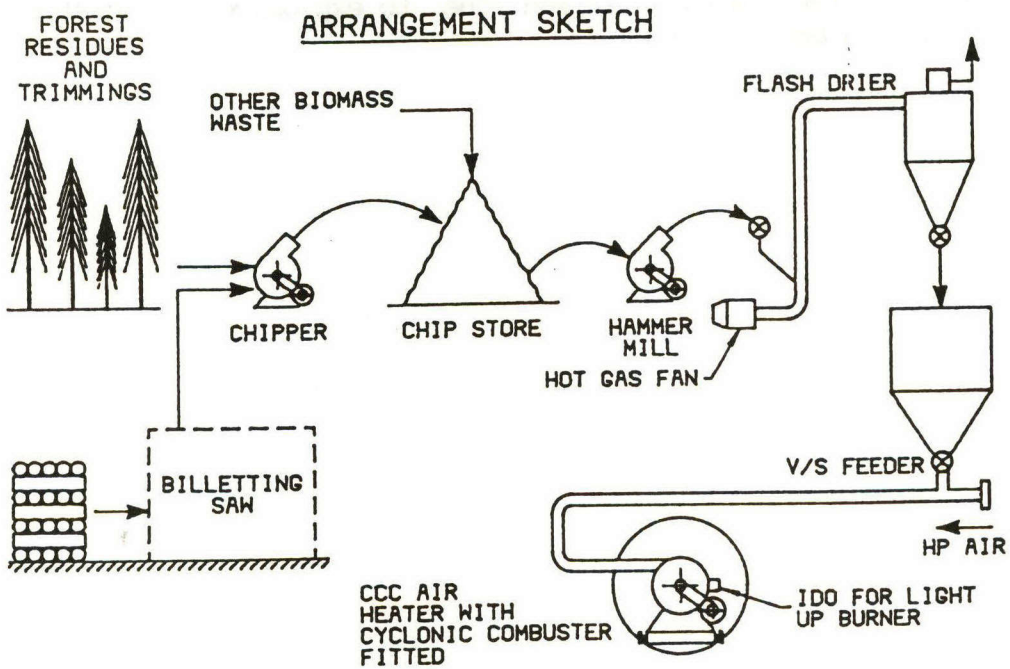 ARRANGEMENT SKETCH
FOREST
RESIDUES
AND
TRIMMINGS
OTHER BIOMASS
WASTE
FLASH DRIER
CHIPPER
CHIP STORE
HAMMER
MILL
HOT GAS FAN
BILLETTING
SAW
V/S FEEDER
HP AIR
CCC AIR
HEATER WITH
CYCLONIC COMBUSTER
FITTED
IDO FOR LIGHT
UP BURNER